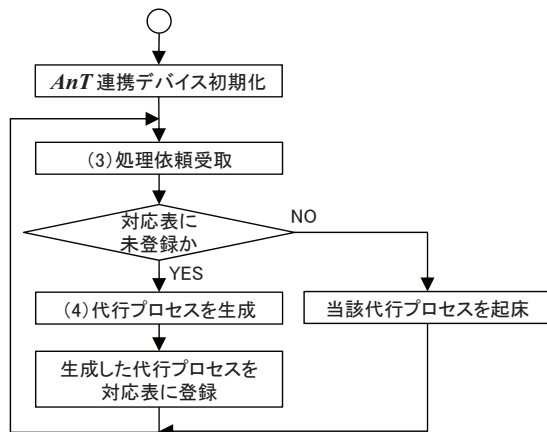 AnT 連携デバイス初期化
(3)処理依頼受取
対応表に
未登録か
NO
YES
(4)代行プロセスを生成
当該代行プロセスを起床
生成した代行プロセスを
対応表に登録